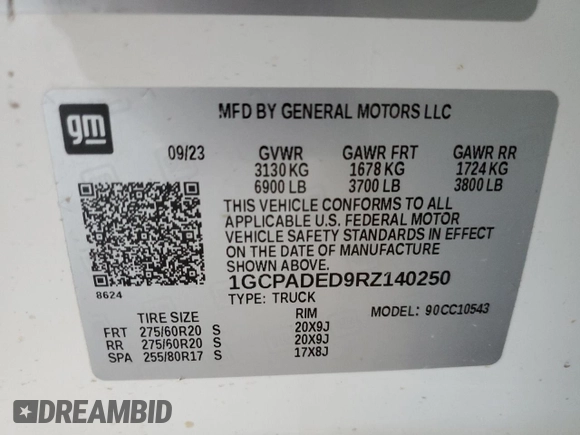 gm
MFD BY GENERAL MOTORS LLC
09/23 GVWR GAWR FRT GAWR RR
3130 KG 1678 KG 1724 KG
6900 LB 3700 LB 3800 LB
THIS VEHICLE CONFORMS TO ALL
APPLICABLE U.S. FEDERAL MOTOR
VEHICLE SAFETY STANDARDS IN EFFECT
ON THE DATE OF MANUFACTURE
SHOWN ABOVE.
8624
1GCPADED9RZ140250
TYPE: TRUCK
MODEL: 90CC10543
TIRE SIZE RIM
FRT 275/60R20 S 20X9J
RR 275/60R20 S 20X9J
SPA 255/80R17 S 17X8J
DREAMBID